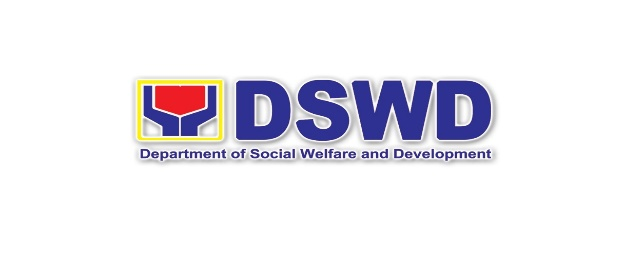 DSWD
Department of Social Welfare and Development